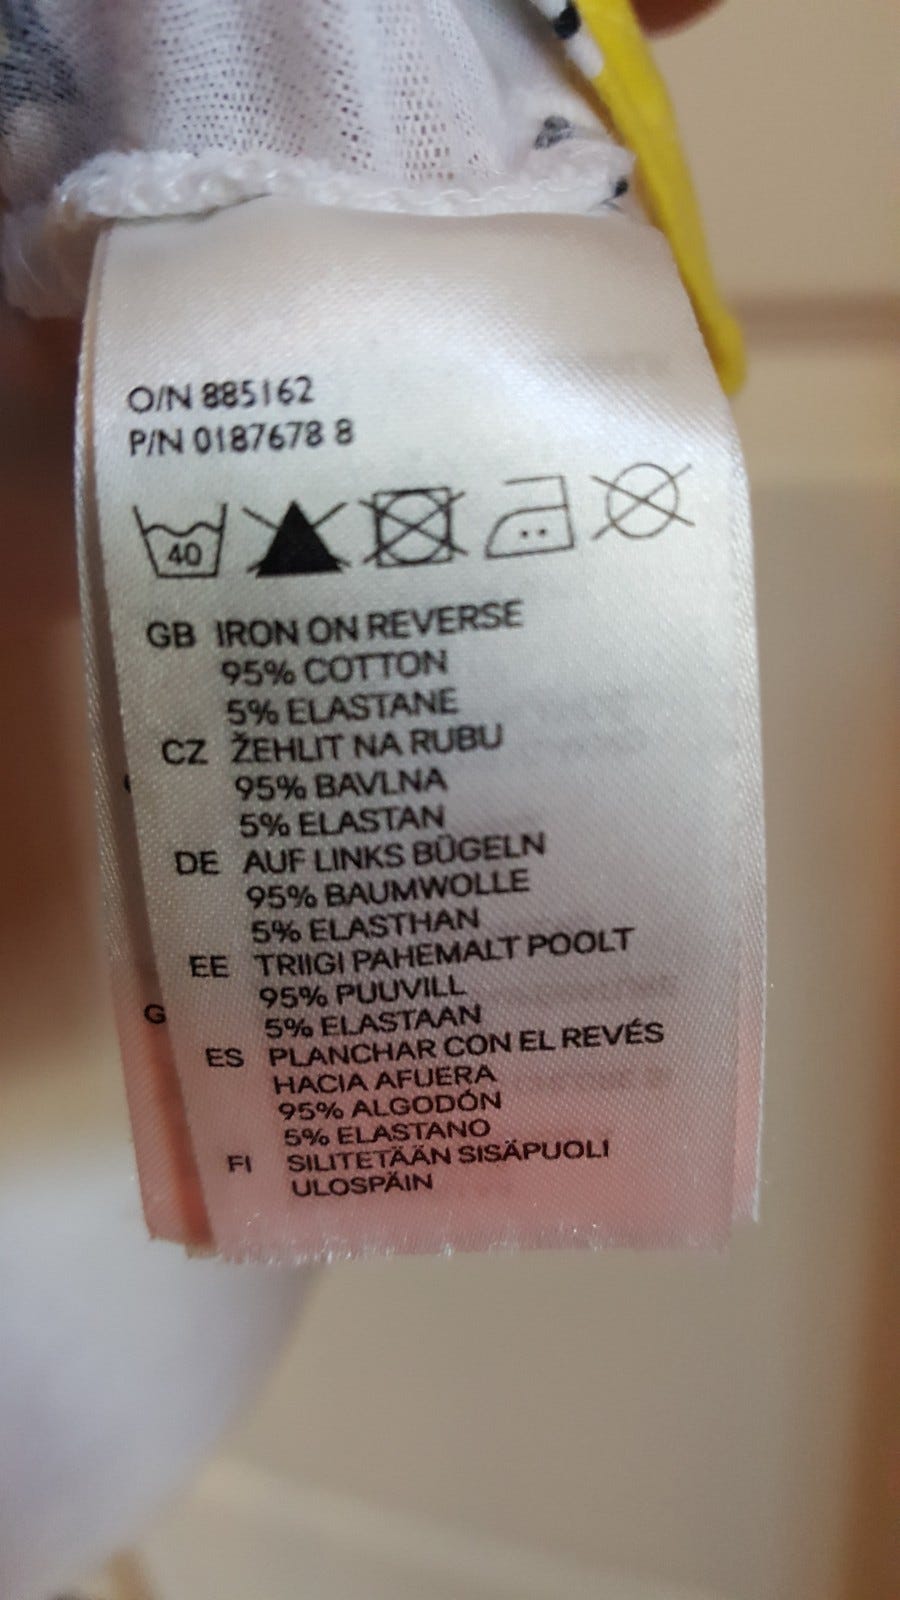 O/N 885162
P/N 0187678 8
40
GB IRON ON REVERSE
95% COTTON
5% ELASTANE
CZ ŽEHLIT NA RUBU
95% BAVLNA
5% ELASTAN
DE AUF LINKS BÜGELN
95% BAUMWOLLE
5% ELASTHAN
EE TRIIGI PAHEMALT POOLT
95% PUUVILL
5% ELASTAAN
G
ES PLANCHAR CON EL REVÉS
HACIA AFUERA
95% ALGODÓN
5% ELASTANO
FI SILITETÄÄN SISÄPUOLI
ULOSPÄIN